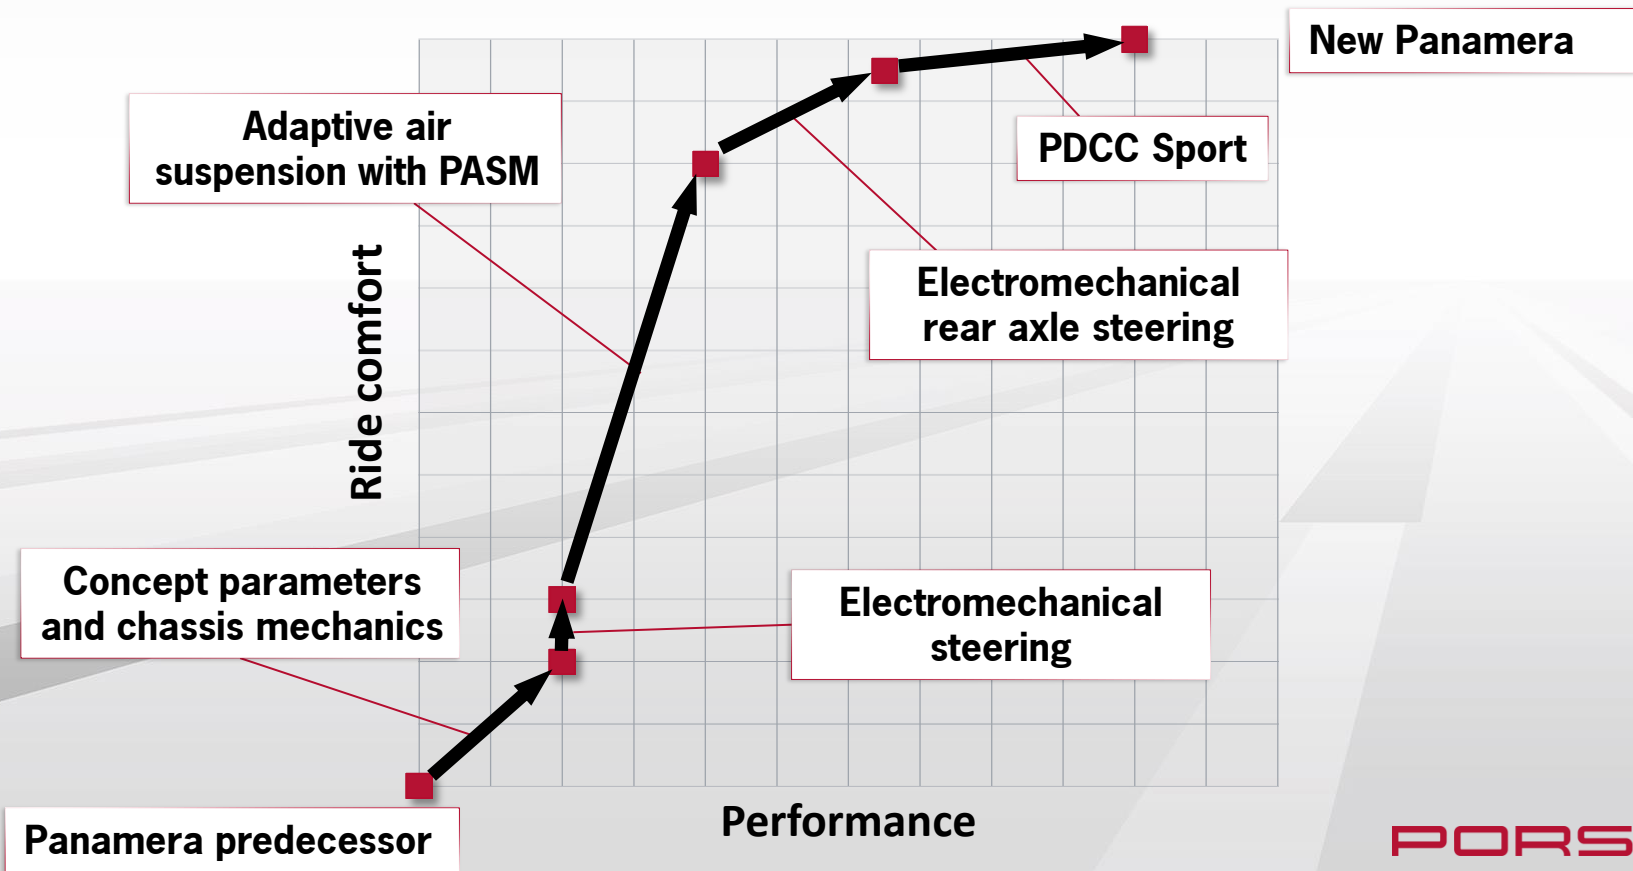 New Panamera
Adaptive air
suspension with PASM
PDCC Sport
Electromechanical
rear axle steering
Ride comfort
Concept parameters
and chassis mechanics
Electromechanical
steering
Panamera predecessor
Performance
PORS